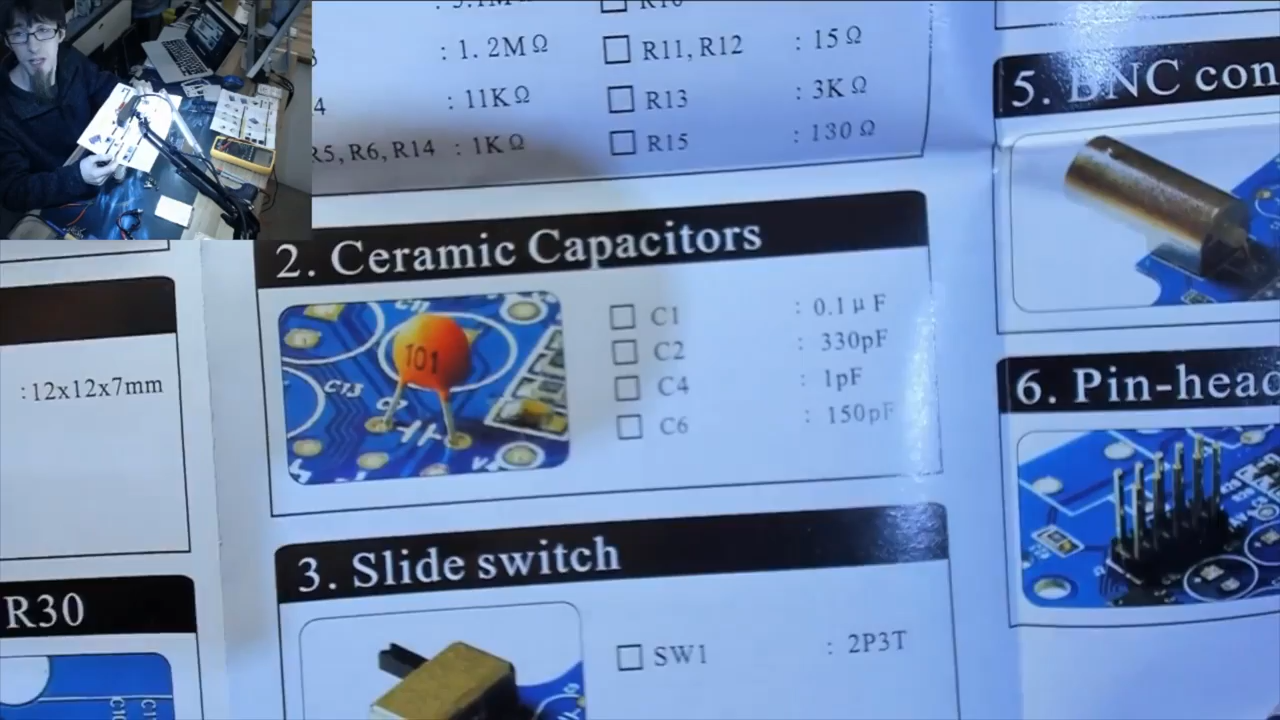 : 1. 2MΩ
R11, R12 : 15Ω
4 : 11KΩ
R13 : 3KΩ
R5, R6, R14 : 1KΩ
R15 : 130Ω
5. BNC con
2. Ceramic Capacitors
101
C1 : 0.1μF
C2 : 330pF
C4 : 1pF
C6 : 150pF
C13
:12x12x7mm
6. Pin-head
3. Slide switch
SW1 : 2P3T
R30